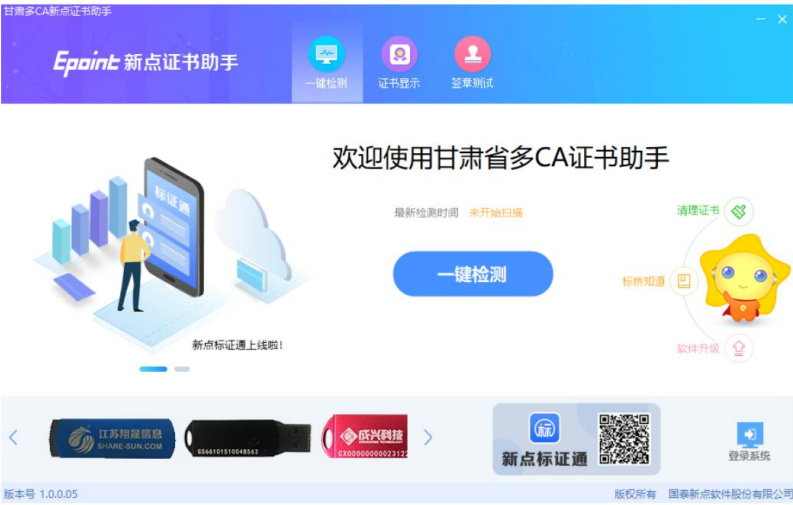 甘肃多CA新点证书助手
Epoint 新点证书助手
一键检测
证书显示
签章测试
欢迎使用甘肃省多CA证书助手
最新检测时间 未开始扫描
一键检测
清理证书
标桥知道
软件升级
标证通
新点标证通上线啦!
江苏翔晟信息
SHARE-SUN.COM
GS66101510048563
成兴科技
CX00000000023122
标
新点标证通
登录系统
版本号 1.0.0.05
版权所有 国泰新点软件股份有限公司